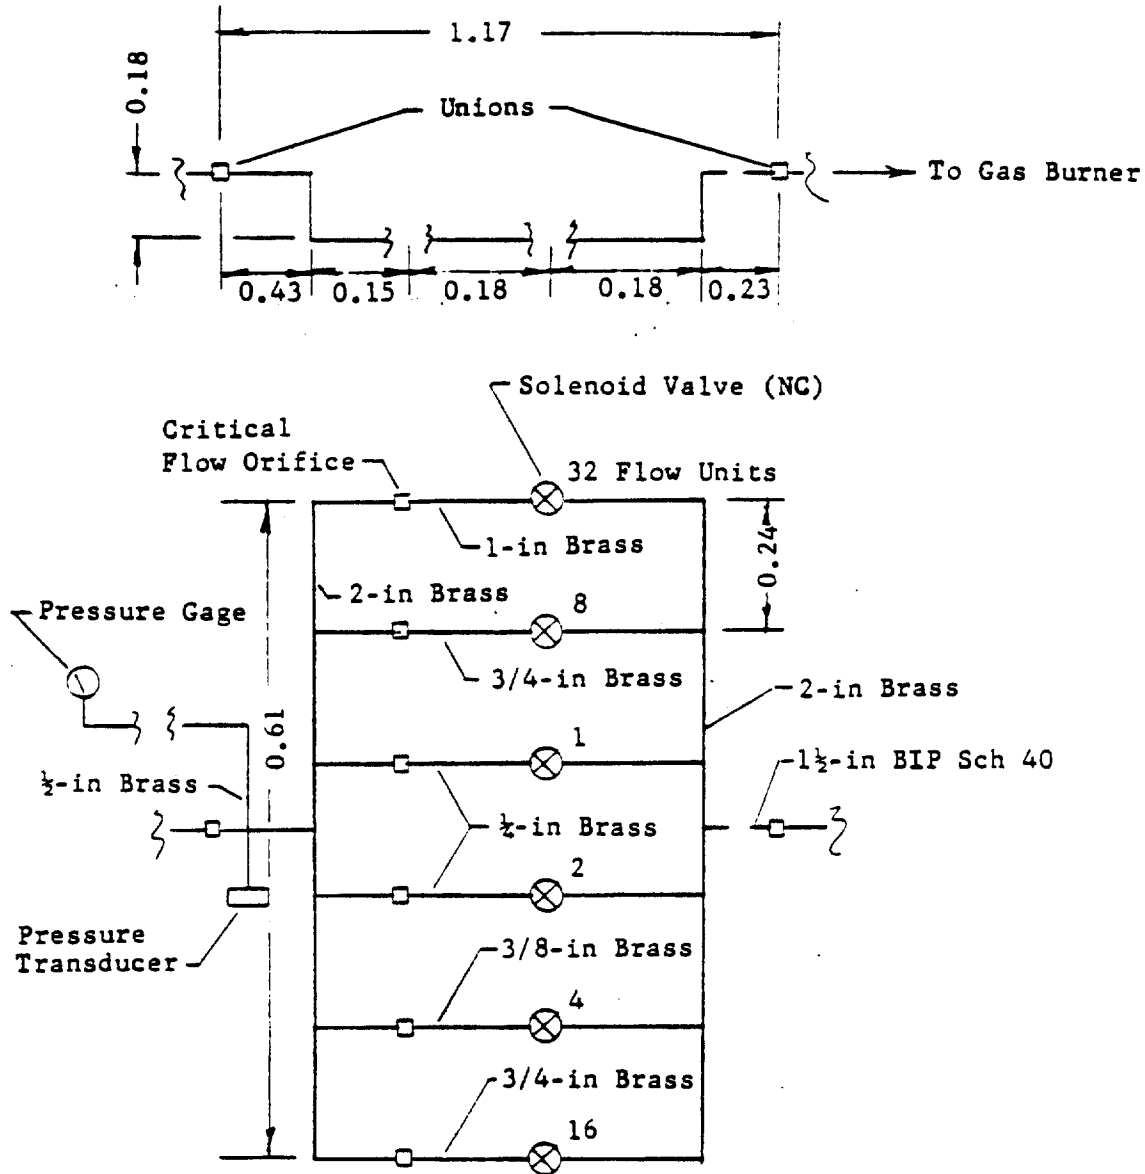 1.17
0.18
Unions
To Gas Burner
0.43 0.15 0.18 0.18 0.23
Solenoid Valve (NC)
Critical
Flow Orifice
32 Flow Units
1-in Brass
0.24
2-in Brass
8
Pressure Gage
3/4-in Brass
2-in Brass
0.61
1
1½-in BIP Sch 40
½-in Brass
¼-in Brass
2
Pressure
Transducer
3/8-in Brass
4
3/4-in Brass
16